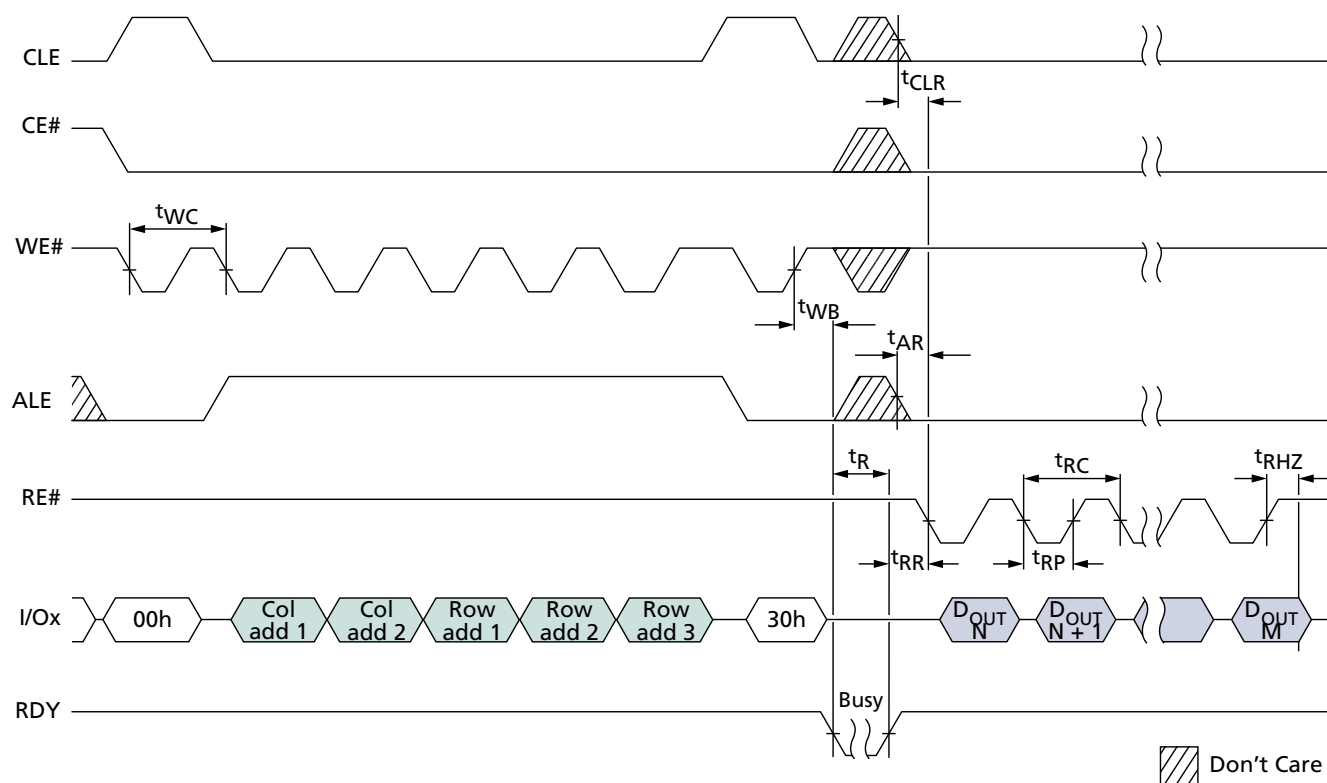 CLE
tCLR
CE#
tWC
WE#
tWB
tAR
ALE
tR
tRC
tRHZ
RE#
tRR
tRP
I/Ox
00h
Col
add 1
Col
add 2
Row
add 1
Row
add 2
Row
add 3
30h
DOUT
N
DOUT
N + 1
DOUT
M
RDY
Busy
Don't Care